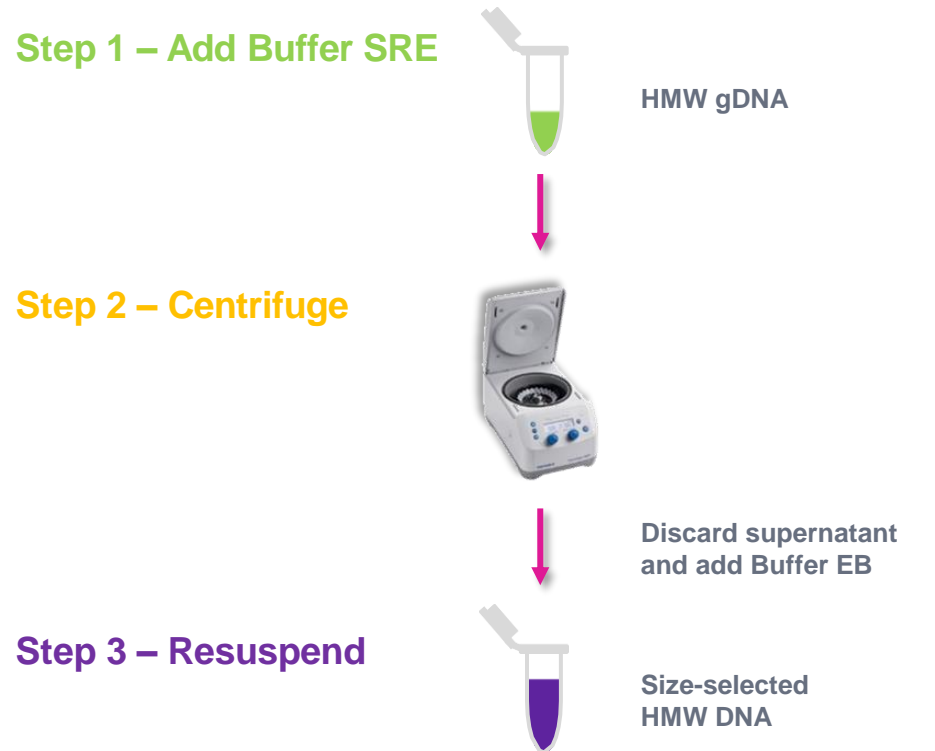 Step 1 – Add Buffer SRE
HMW gDNA
Step 2 – Centrifuge
Discard supernatant
and add Buffer EB
Step 3 – Resuspend
Size-selected
HMW DNA